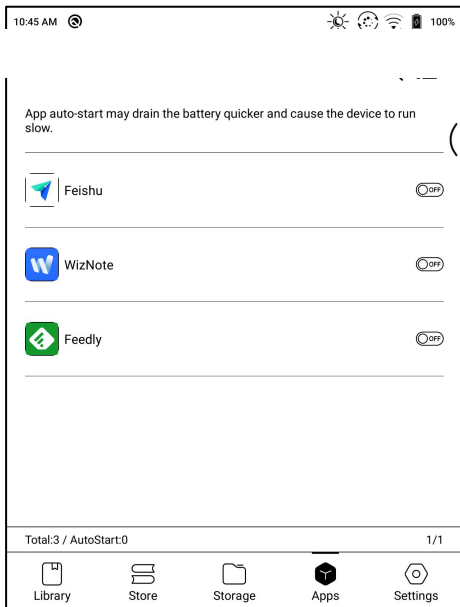 10:45 AM 100%
App auto-start may drain the battery quicker and cause the device to run
slow.
Feishu OFF
WizNote OFF
Feedly OFF
Total:3 / AutoStart:0 1/1
Library Store Storage Apps Settings